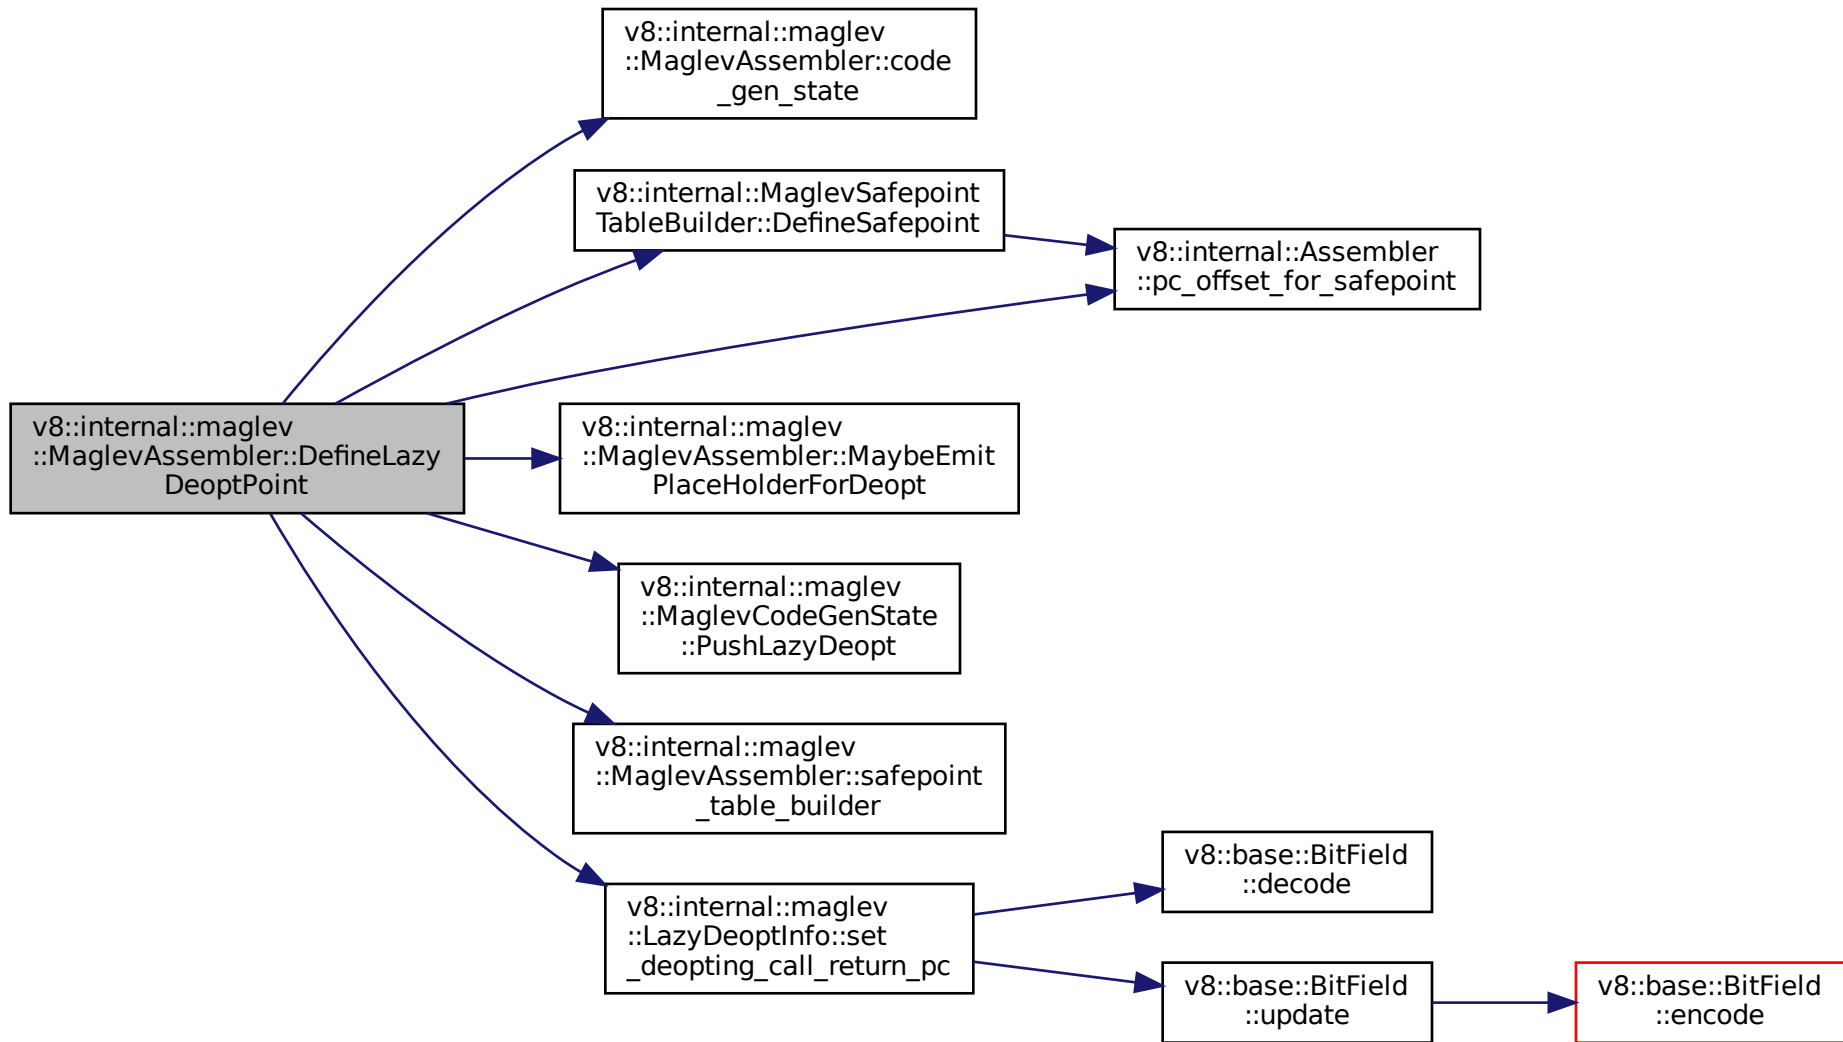 v8::internal::maglev
::MaglevAssembler::code
_gen_state
v8::internal::MaglevSafepoint
TableBuilder::DefineSafepoint
v8::internal::Assembler
::pc_offset_for_safepoint
v8::internal::maglev
::MaglevAssembler::DefineLazy
DeoptPoint
v8::internal::maglev
::MaglevAssembler::MaybeEmit
PlaceHolderForDeopt
v8::internal::maglev
::MaglevCodeGenState
::PushLazyDeopt
v8::internal::maglev
::MaglevAssembler::safepoint
_table_builder
v8::internal::maglev
::LazyDeoptInfo::set
_deopting_call_return_pc
v8::base::BitField
::decode
v8::base::BitField
::update
v8::base::BitField
::encode